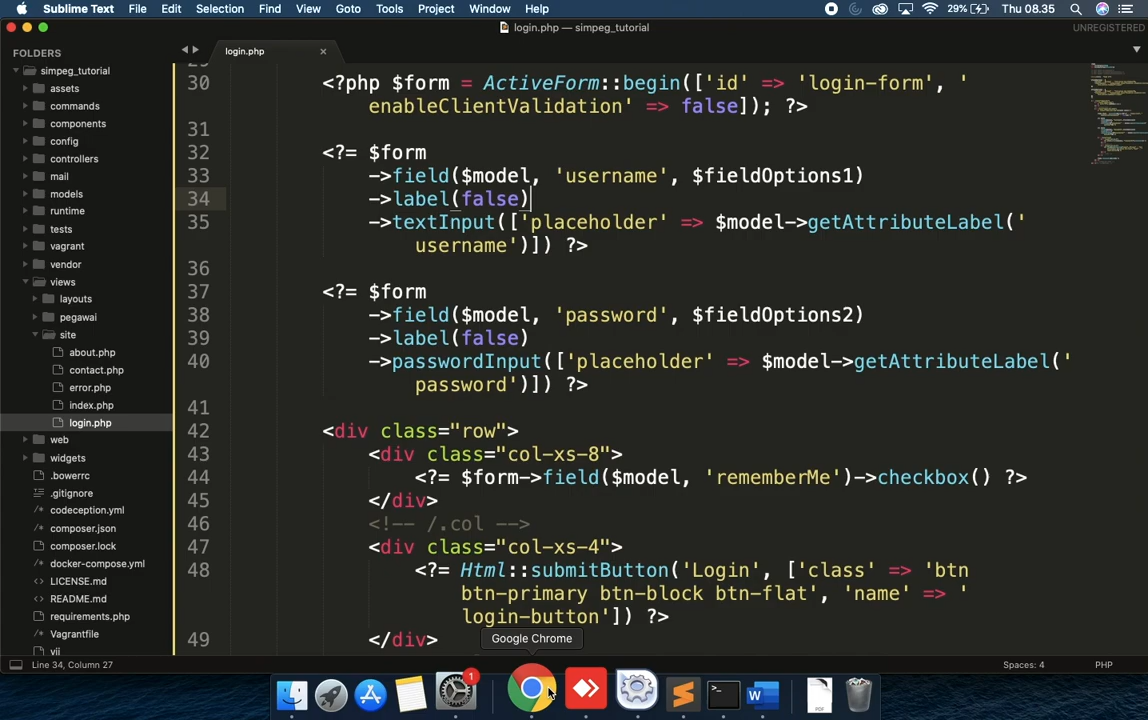 Sublime Text File Edit Selection Find View Goto Tools Project Window Help 29% Thu 08.35
login.php — simpeg_tutorial UNREGISTERED
FOLDERS
simpeg_tutorial
assets
commands
components
config
controllers
mail
models
runtime
tests
vagrant
vendor
views
layouts
pegawai
site
about.php
contact.php
error.php
index.php
login.php
web
widgets
.bowerrc
.gitignore
codeception.yml
composer.json
composer.lock
docker-compose.yml
LICENSE.md
README.md
requirements.php
Vagrantfile
yii
login.php
30 <?php $form = ActiveForm::begin(['id' => 'login-form', '
enableClientValidation' => false]); ?>
31
32 <?= $form
33 ->field($model, 'username', $fieldOptions1)
34 ->label(false)
35 ->textInput(['placeholder' => $model->getAttributeLabel('
username')]) ?>
36
37 <?= $form
38 ->field($model, 'password', $fieldOptions2)
39 ->label(false)
40 ->passwordInput(['placeholder' => $model->getAttributeLabel('
password')]) ?>
41
42 <div class="row">
43 <div class="col-xs-8">
44 <?= $form->field($model, 'rememberMe')->checkbox() ?>
45 </div>
46 <!-- /.col -->
47 <div class="col-xs-4">
48 <?= Html::submitButton('Login', ['class' => 'btn
btn-primary btn-block btn-flat', 'name' => '
login-button']) ?>
49 </div>
Google Chrome
Line 34, Column 27 Spaces: 4 PHP
1
W
PDF